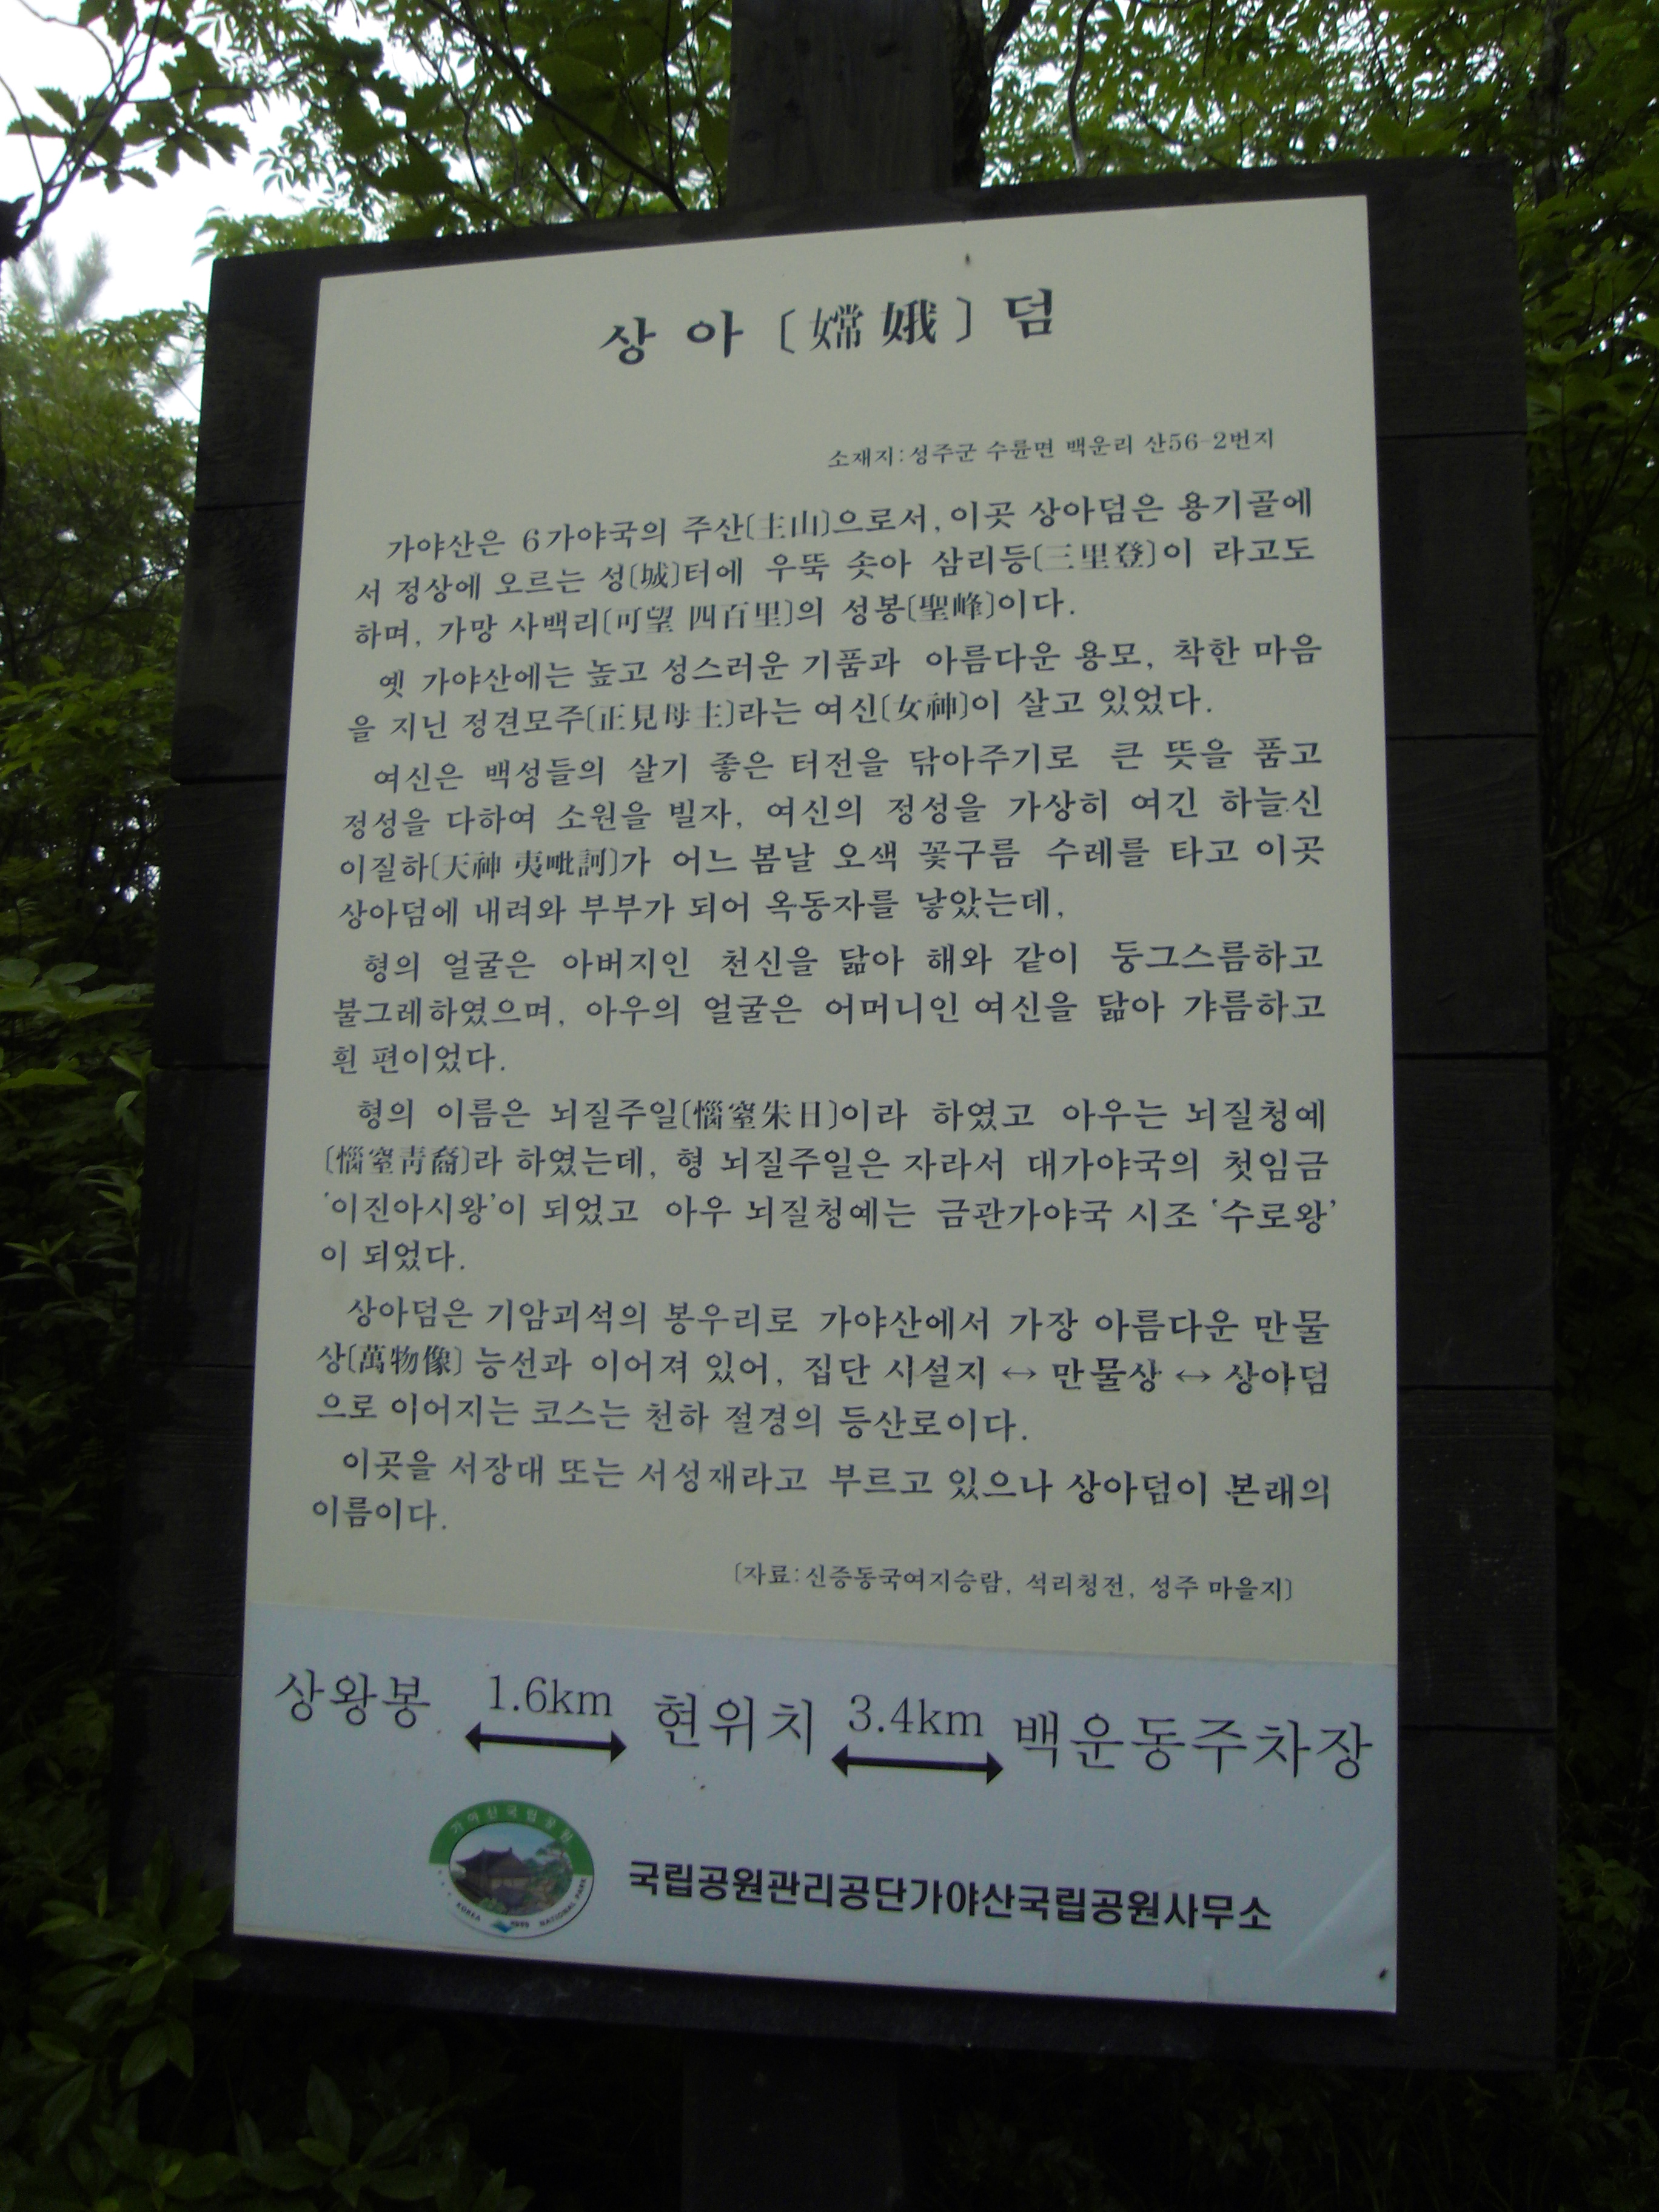 상 아 〔嫦 娥〕 덤
소재지:성주군 수륜면 백운리 산56-2번지
가야산은 6가야국의 주산〔主山〕으로서, 이곳 상아덤은 용기골에
서 정상에 오르는 성〔城〕터에 우뚝 솟아 삼리등〔三里登〕이 라고도
하며, 가망 사백리〔可望 四百里〕의 성봉〔聖峰〕이다.
옛 가야산에는 높고 성스러운 기품과 아름다운 용모, 착한 마음
을 지닌 정견모주〔正見母主〕라는 여신〔女神〕이 살고 있었다.
여신은 백성들의 살기 좋은 터전을 닦아주기로 큰 뜻을 품고
정성을 다하여 소원을 빌자, 여신의 정성을 가상히 여긴 하늘신
이질하〔天神 夷毗訶〕가 어느 봄날 오색 꽃구름 수레를 타고 이곳
상아덤에 내려와 부부가 되어 옥동자를 낳았는데,
형의 얼굴은 아버지인 천신을 닮아 해와 같이 둥그스름하고
불그레하였으며, 아우의 얼굴은 어머니인 여신을 닮아 갸름하고
흰 편이었다.
형의 이름은 뇌질주일〔惱窒朱日〕이라 하였고 아우는 뇌질청예
〔惱窒靑裔〕라 하였는데, 형 뇌질주일은 자라서 대가야국의 첫임금
‘이진아시왕’이 되었고 아우 뇌질청예는 금관가야국 시조 ‘수로왕’
이 되었다.
상아덤은 기암괴석의 봉우리로 가야산에서 가장 아름다운 만물
상〔萬物像〕 능선과 이어져 있어, 집단 시설지 ↔ 만물상 ↔ 상아덤
으로 이어지는 코스는 천하 절경의 등산로이다.
이곳을 서장대 또는 서성재라고 부르고 있으나 상아덤이 본래의
이름이다.
〔자료:신증동국여지승람, 석리청전, 성주 마을지〕
상왕봉 1.6km 현위치 3.4km 백운동주차장
가야산국립공원
KOREA NATIONAL PARK
국립공원관리공단가야산국립공원사무소